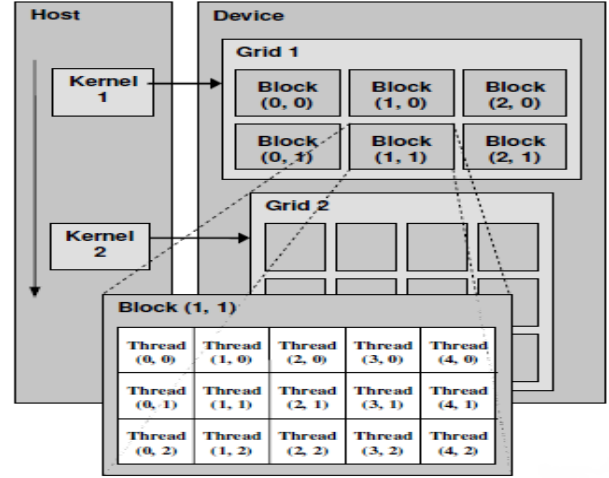 Host
Device
Grid 1
Kernel
1
Block
(0, 0)
Block
(1, 0)
Block
(2, 0)
Block
(0, 1)
Block
(1, 1)
Block
(2, 1)
Grid 2
Kernel
2
Block (1, 1)
Thread
(0, 0)
Thread
(1, 0)
Thread
(2, 0)
Thread
(3, 0)
Thread
(4, 0)
Thread
(0, 1)
Thread
(1, 1)
Thread
(2, 1)
Thread
(3, 1)
Thread
(4, 1)
Thread
(0, 2)
Thread
(1, 2)
Thread
(2, 2)
Thread
(3, 2)
Thread
(4, 2)